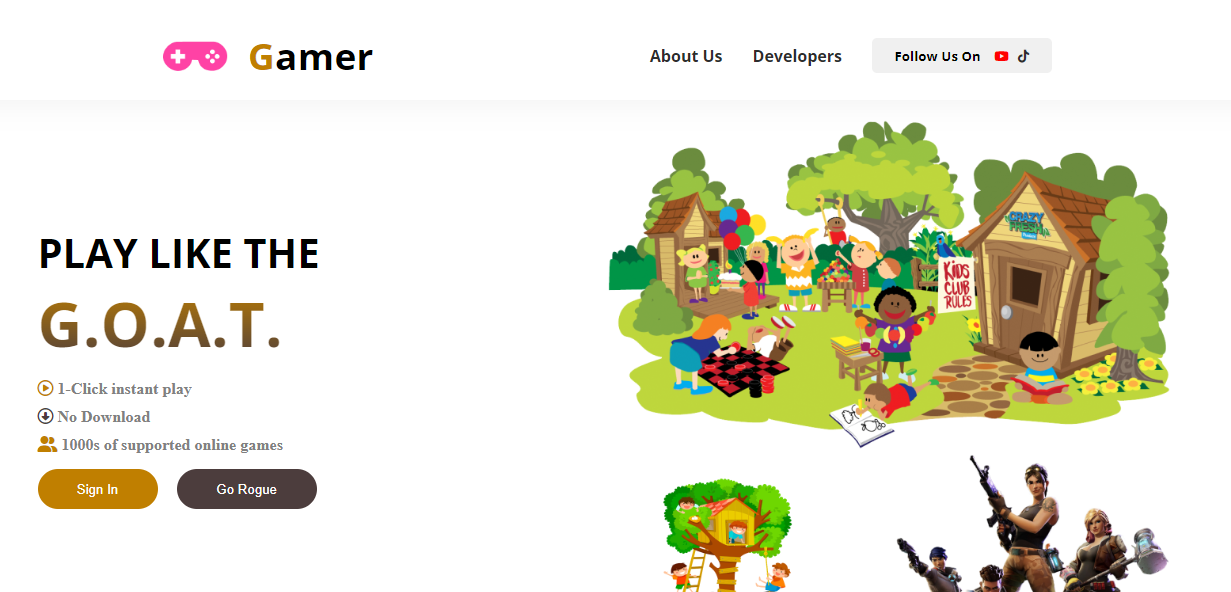 Gamer
About Us
Developers
Follow Us On
PLAY LIKE THE
G.O.A.T.
1-Click instant play
No Download
1000s of supported online games
Sign In
Go Rogue
CRAZY
FRESH
KIDS
CLUB
RULES